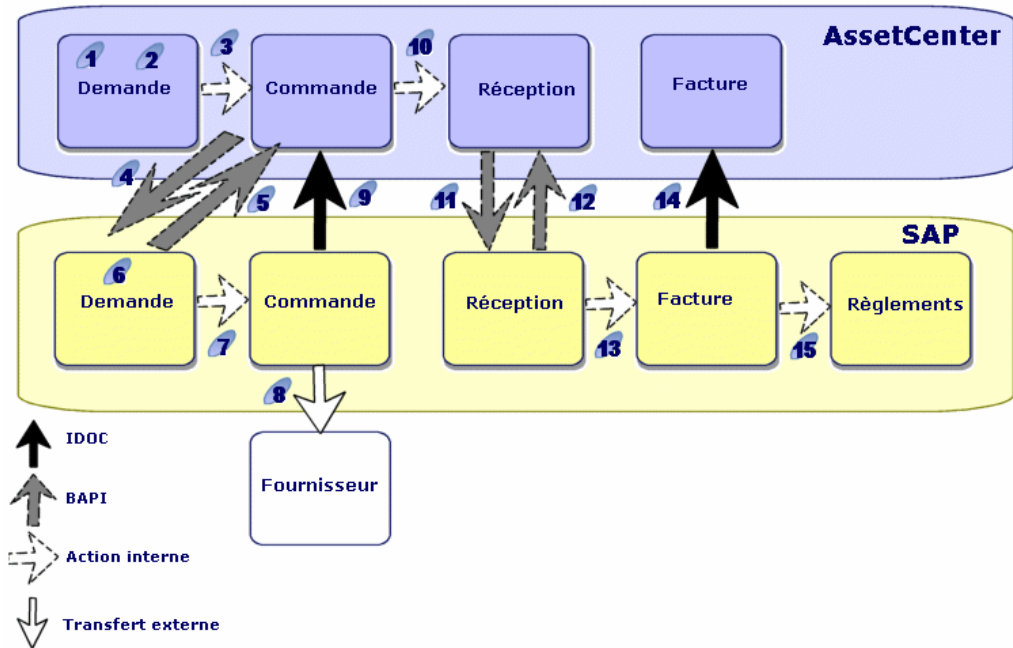 AssetCenter
1
2
3
10
Demande
Commande
Réception
Facture
4
5
9
11
12
14
SAP
6
Demande
Commande
Réception
Facture
Règlements
7
13
15
8
IDOC
BAPI
Fournisseur
Action interne
Transfert externe